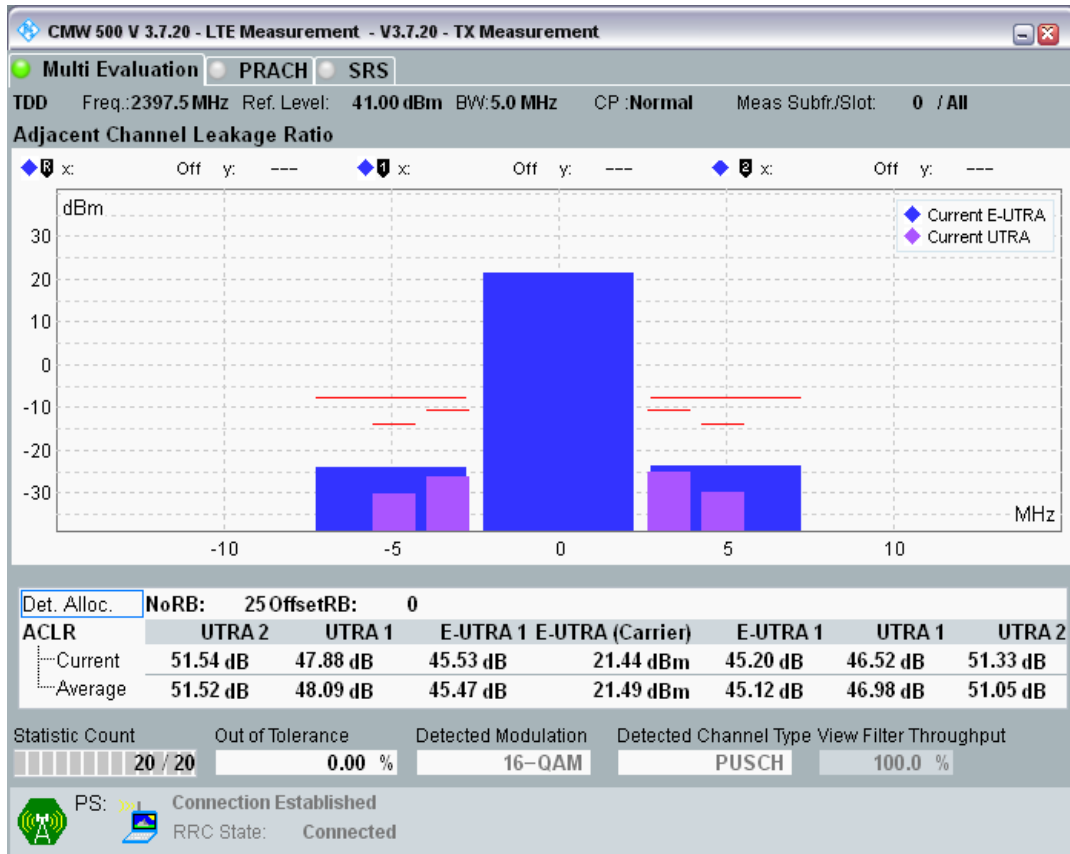 CMW 500 V 3.7.20 - LTE Measurement - V3.7.20 - TX Measurement
Multi Evaluation PRACH SRS
TDD Freq.:2397.5 MHz Ref. Level: 41.00 dBm BW:5.0 MHz CP :Normal Meas Subfr./Slot: 0 / All
Adjacent Channel Leakage Ratio
R x: Off y: --- 1 x: Off y: --- 2 x: Off y: ---
dBm
Current E-UTRA
Current UTRA
30
20
10
0
-10
-20
-30
MHz
-10 -5 0 5 10
Det. Alloc. NoRB: 25 OffsetRB: 0
ACLR UTRA 2 UTRA 1 E-UTRA 1 E-UTRA (Carrier) E-UTRA 1 UTRA 1 UTRA 2
Current 51.54 dB 47.88 dB 45.53 dB 21.44 dBm 45.20 dB 46.52 dB 51.33 dB
Average 51.52 dB 48.09 dB 45.47 dB 21.49 dBm 45.12 dB 46.98 dB 51.05 dB
Statistic Count Out of Tolerance Detected Modulation Detected Channel Type View Filter Throughput
20 / 20 0.00 % 16-QAM PUSCH 100.0 %
PS: Connection Established
RRC State: Connected